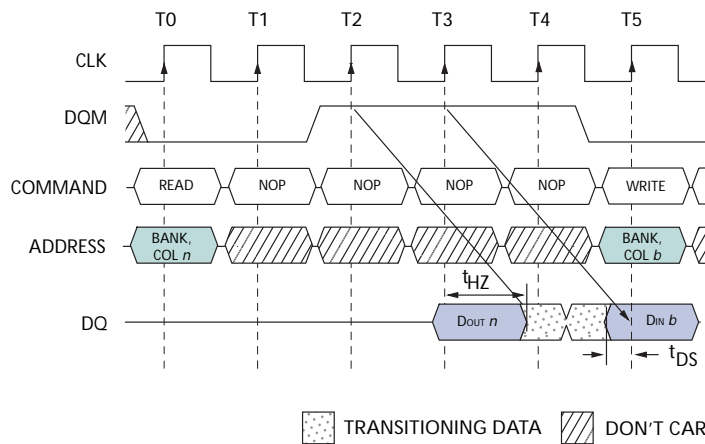 T0 T1 T2 T3 T4 T5
CLK
DQM
COMMAND READ NOP NOP NOP NOP WRITE
ADDRESS BANK, COL n BANK, COL b
tHZ
DQ DOUT n DIN b
tDS
TRANSITIONING DATA DON'T CAR